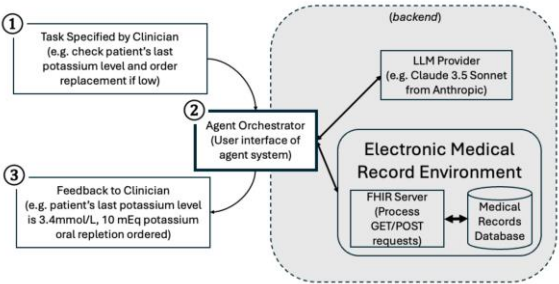 1
Task Specified by Clinician
(e.g. check patient's last
potassium level and order
replacement if low)
2
Agent Orchestrator
(User interface of
agent system)
3
Feedback to Clinician
(e.g. patient's last potassium level
is 3.4mmol/L, 10 mEq potassium
oral repletion ordered)
(backend)
LLM Provider
(e.g. Claude 3.5 Sonnet
from Anthropic)
Electronic Medical
Record Environment
FHIR Server
(Process
GET/POST
requests)
Medical
Records
Database